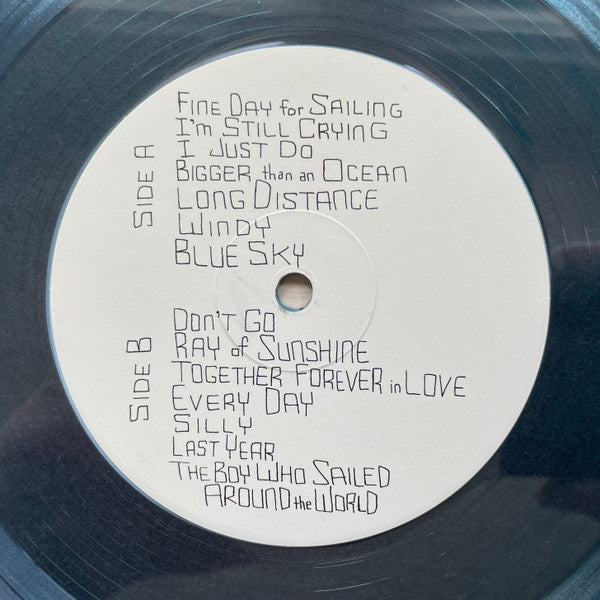 SIDE A
FINE DAY for SAILING
I'm STILL CRYING
I JUST DO
BIGGER than an OCEAN
LONG DISTANCE
WINDY
BLUE SKY
SIDE B
DON'T GO
RAY of SUNSHINE
TOGETHER FOREVER in LOVE
EVERY DAY
SILLY
LAST YEAR
THE BOY WHO SAILED
AROUND the WORLD